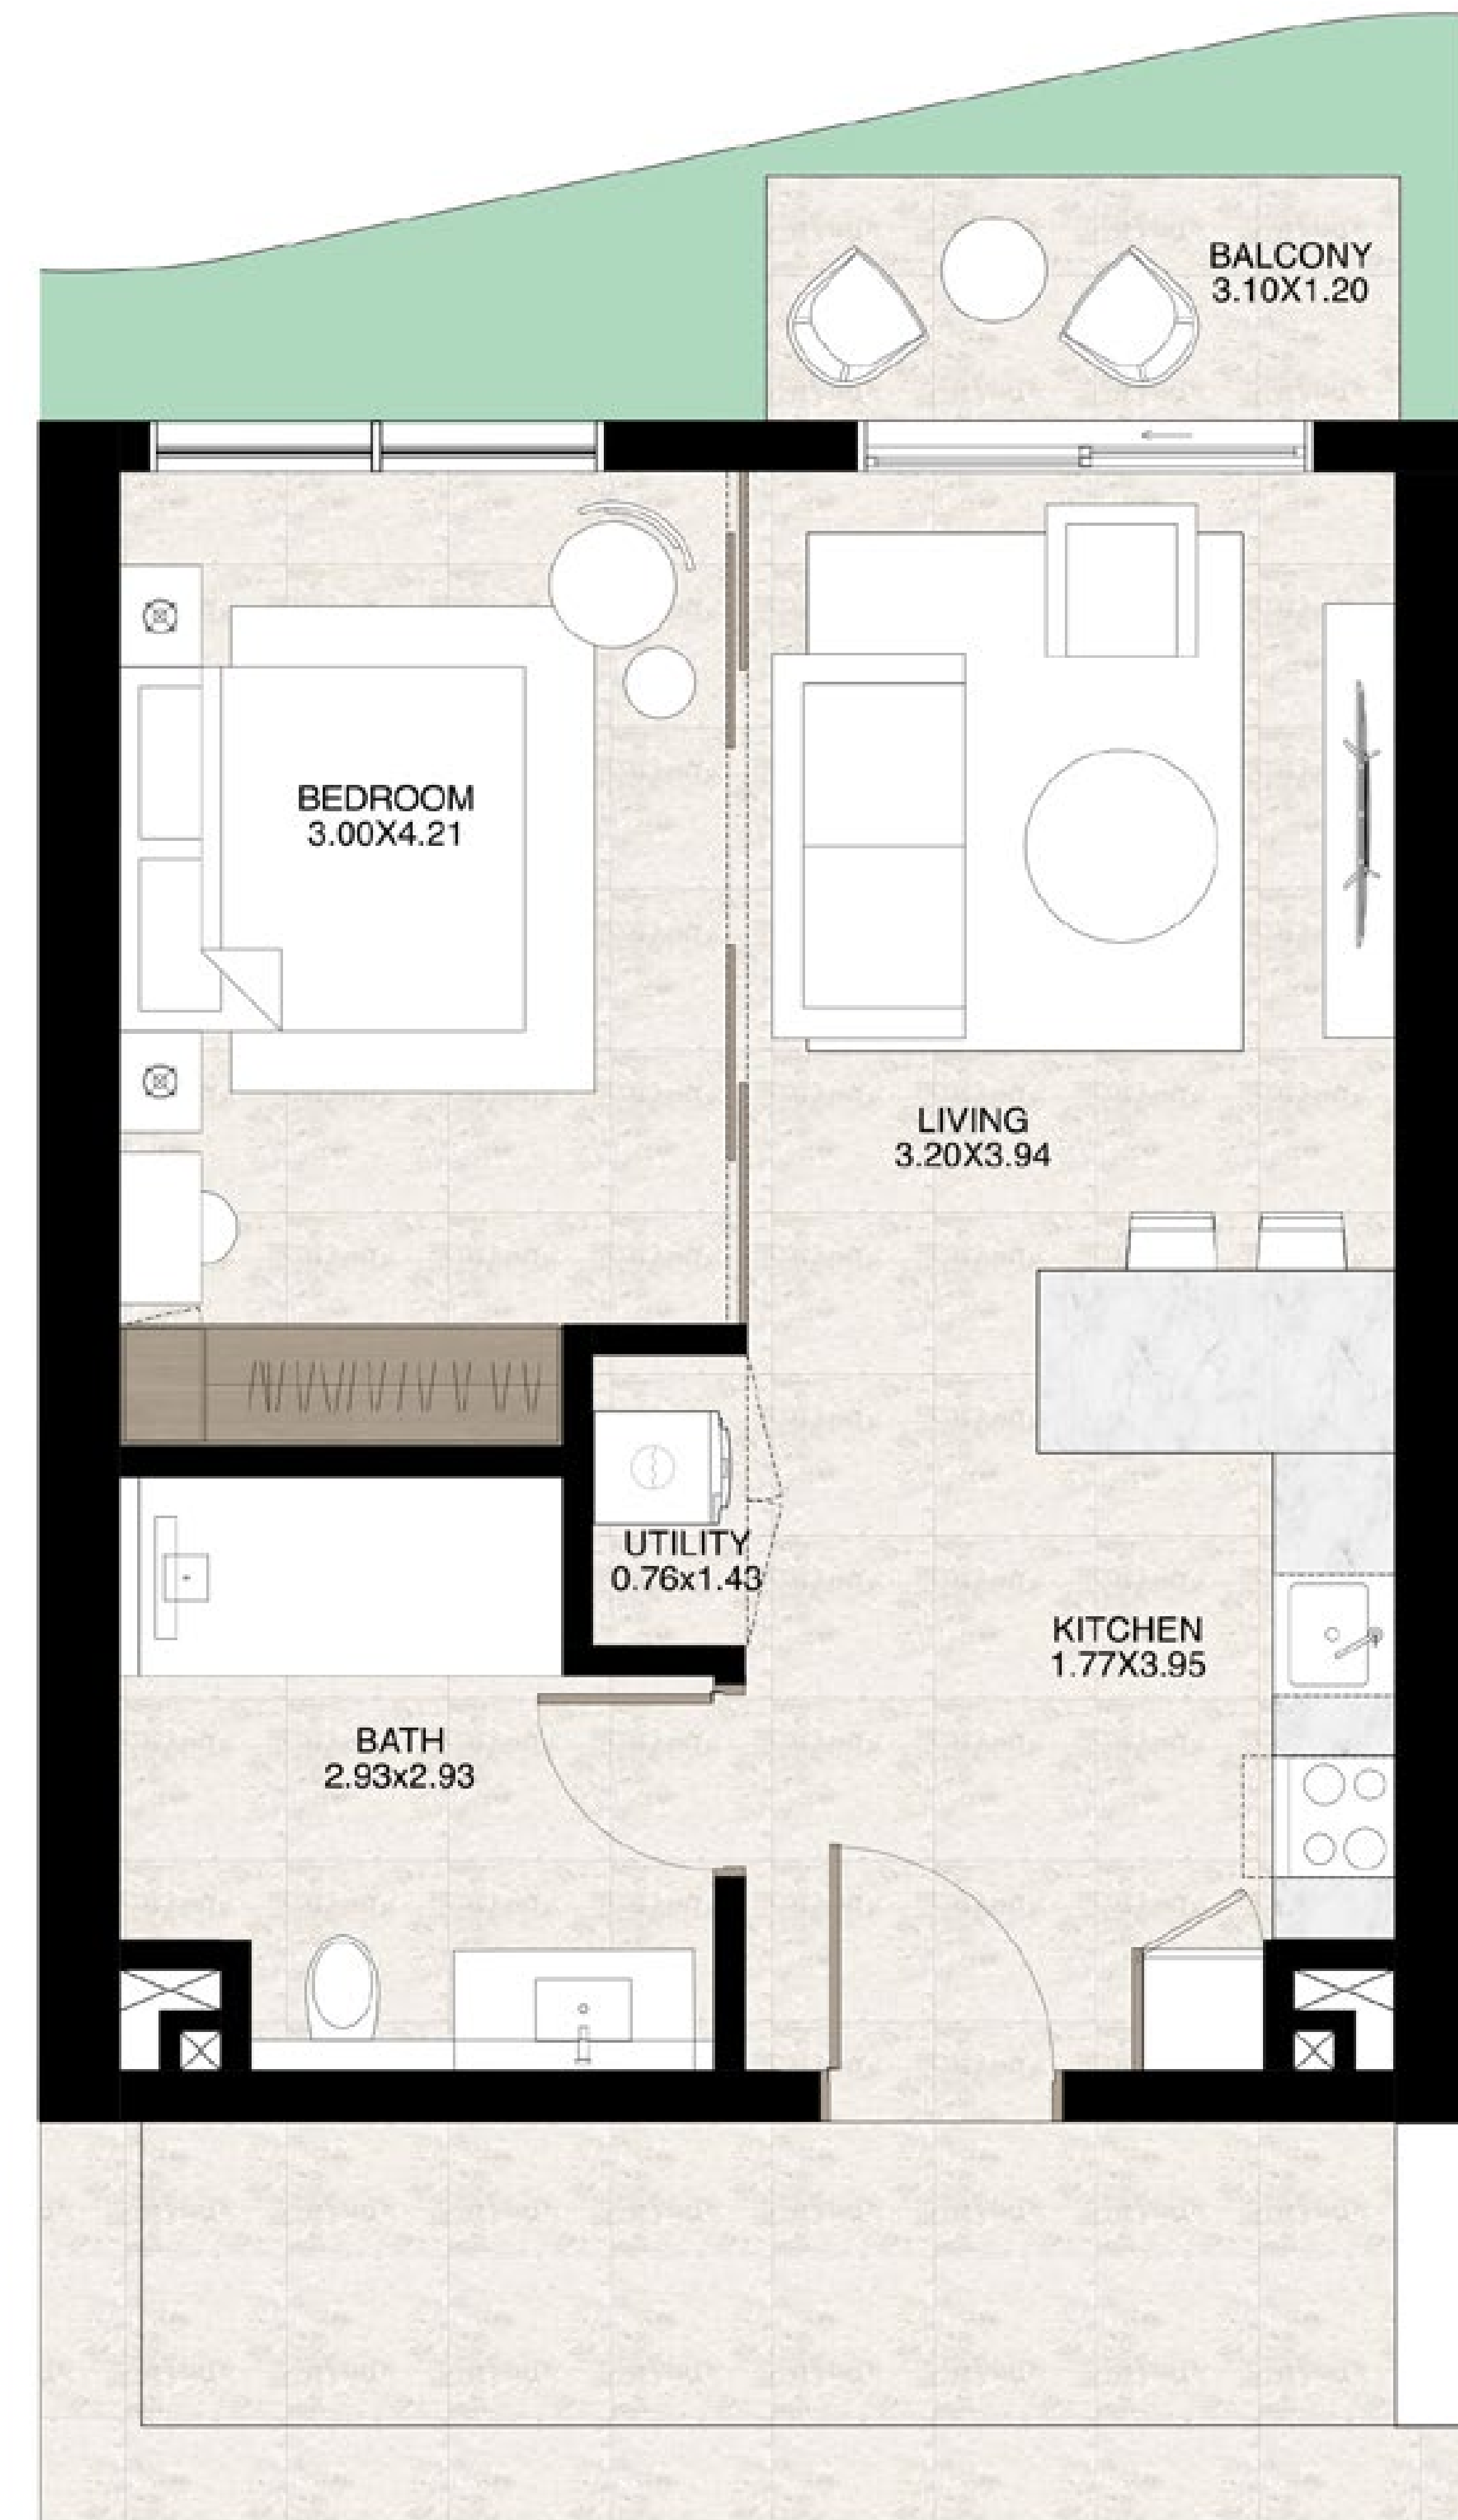 BALCONY
3.10X1.20
BEDROOM
3.00X4.21
LIVING
3.20X3.94
UTILITY
0.76x1.43
KITCHEN
1.77X3.95
BATH
2.93x2.93